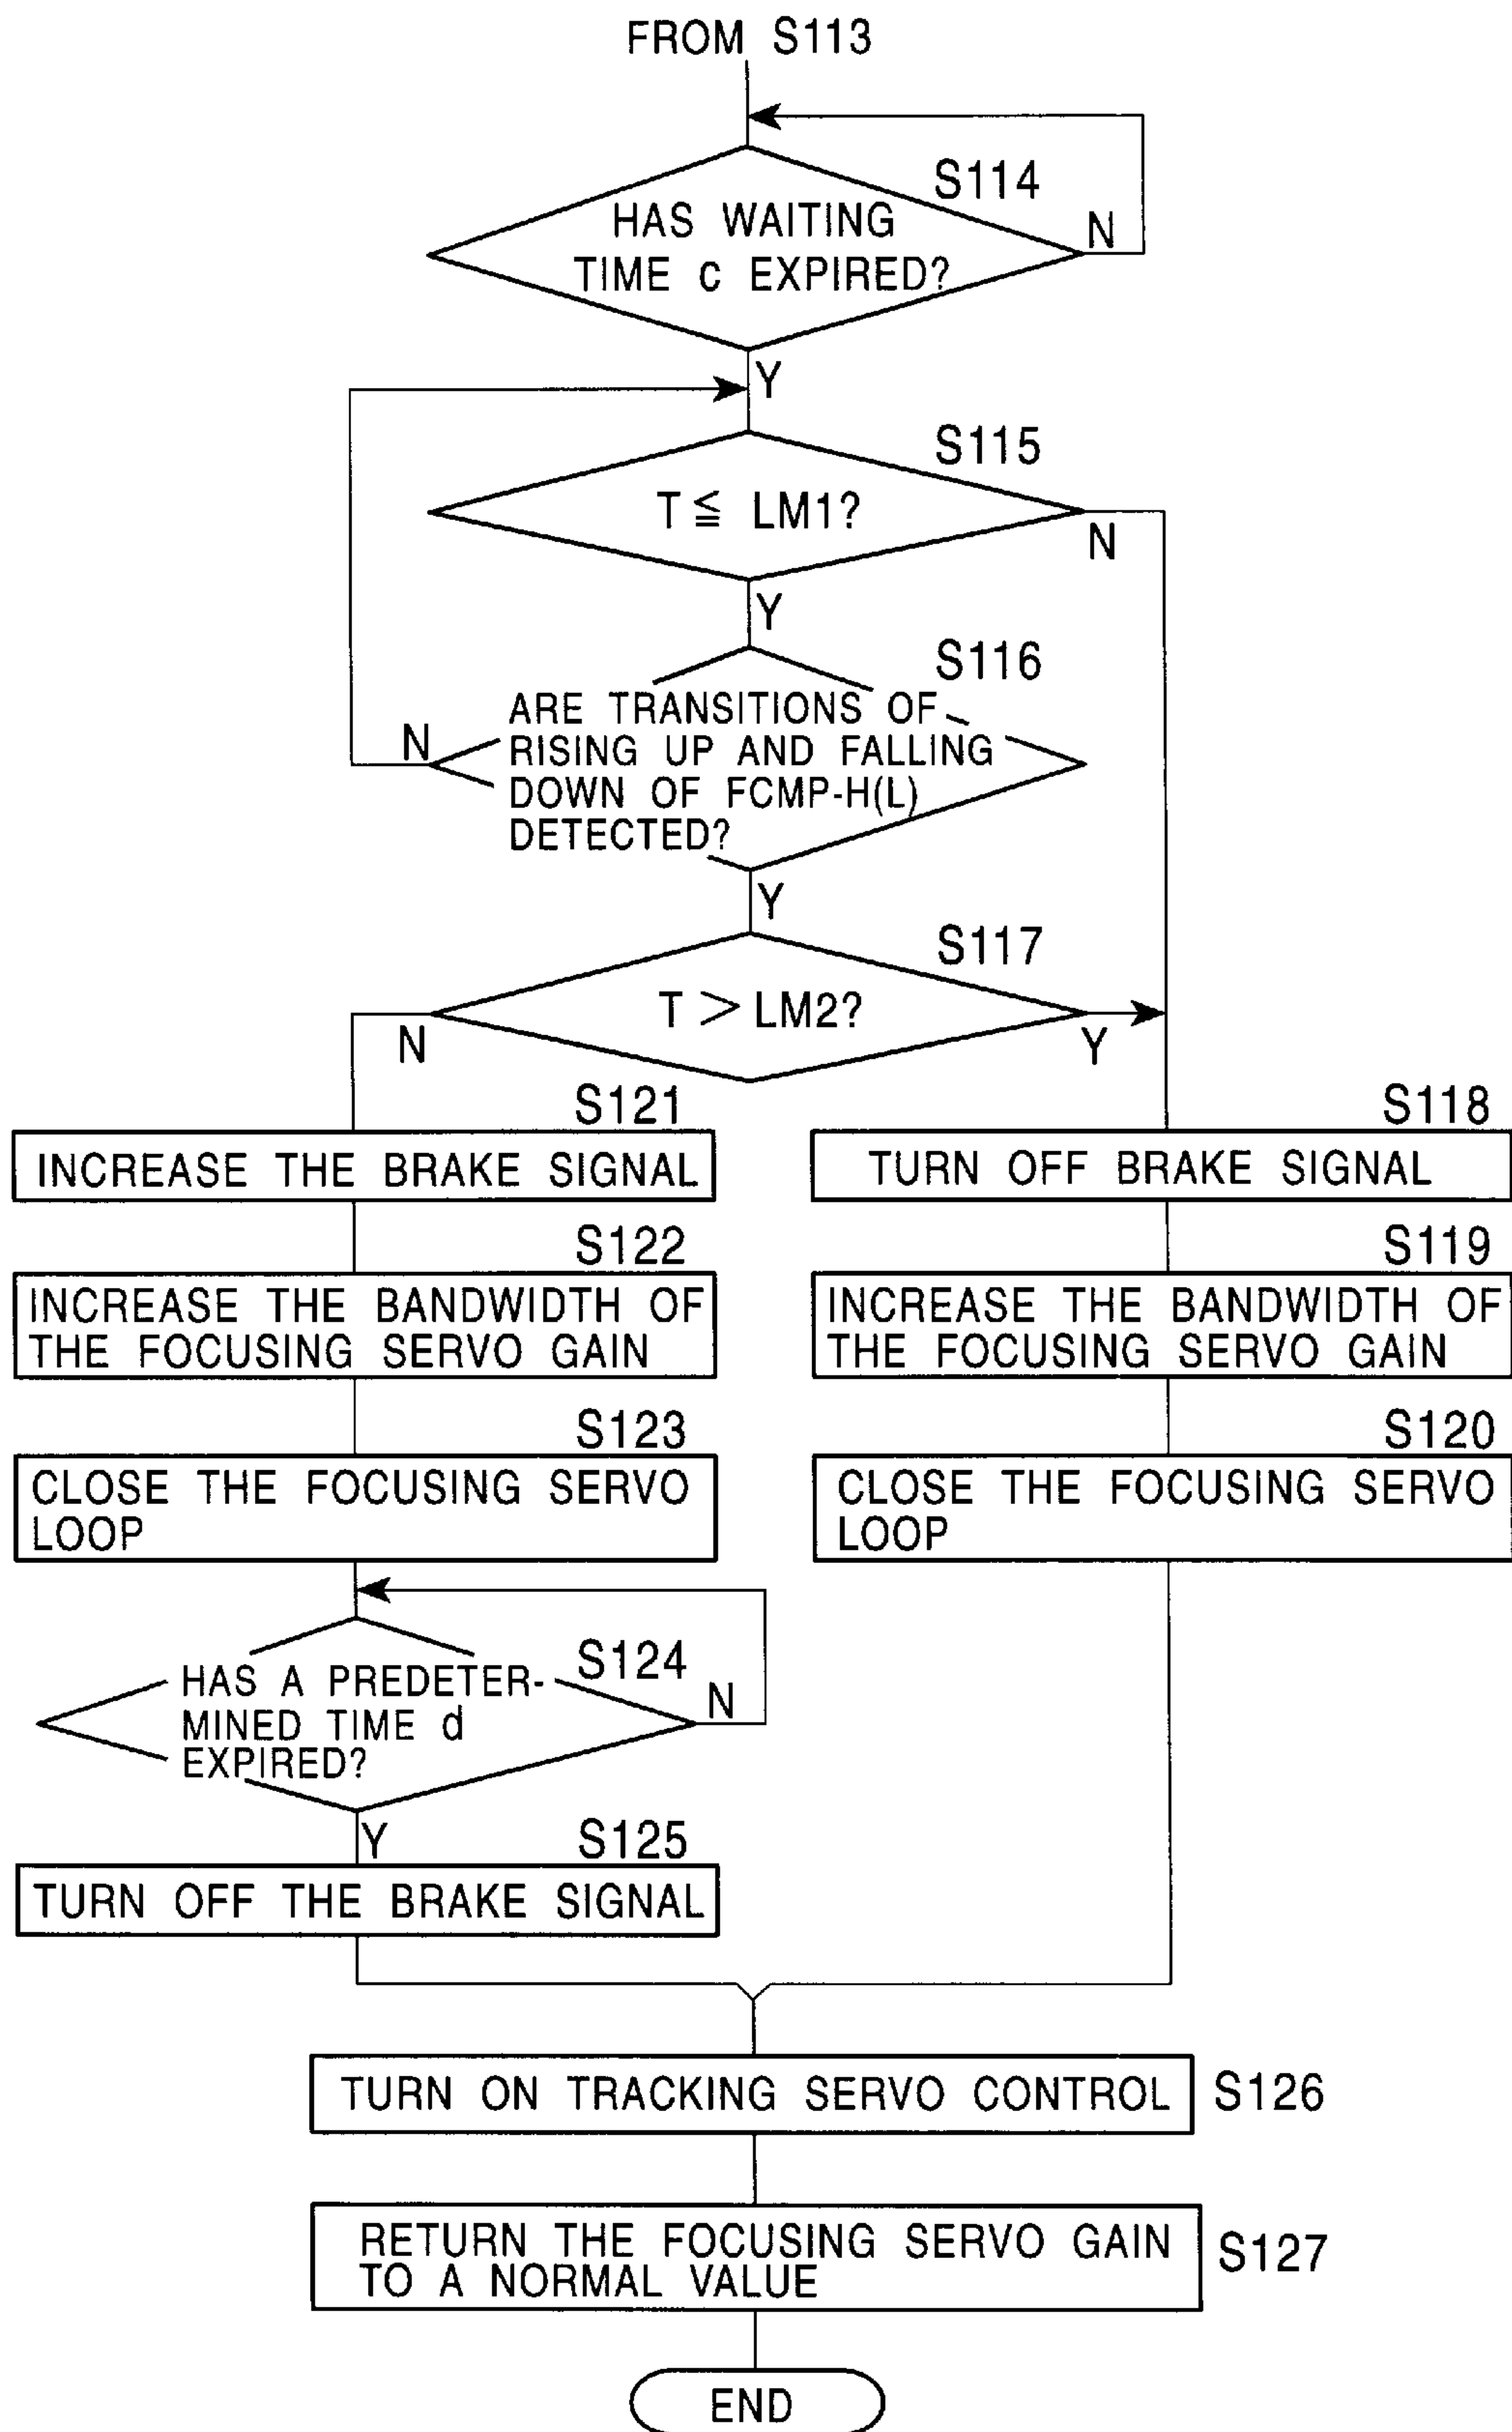 FROM S113
S114
HAS WAITING
TIME c EXPIRED?
N
Y
S115
T ≦ LM1?
N
Y
S116
ARE TRANSITIONS OF
RISING UP AND FALLING
DOWN OF FCMP-H(L)
DETECTED?
N
Y
S117
T > LM2?
N
Y
S121
INCREASE THE BRAKE SIGNAL
S118
TURN OFF BRAKE SIGNAL
S122
INCREASE THE BANDWIDTH OF
THE FOCUSING SERVO GAIN
S119
INCREASE THE BANDWIDTH OF
THE FOCUSING SERVO GAIN
S123
CLOSE THE FOCUSING SERVO
LOOP
S120
CLOSE THE FOCUSING SERVO
LOOP
S124
HAS A PREDETER-
MINED TIME d
EXPIRED?
N
Y
S125
TURN OFF THE BRAKE SIGNAL
TURN ON TRACKING SERVO CONTROL
S126
RETURN THE FOCUSING SERVO GAIN
TO A NORMAL VALUE
S127
END